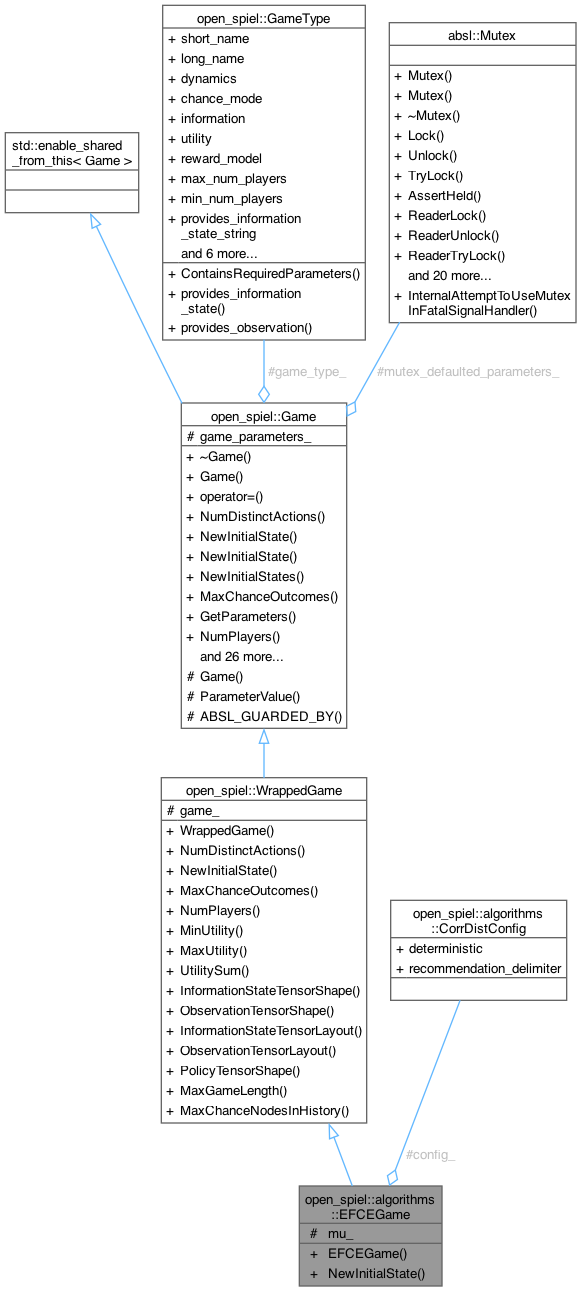 open_spiel::GameType
+ short_name
+ long_name
+ dynamics
+ chance_mode
+ information
+ utility
+ reward_model
+ max_num_players
+ min_num_players
+ provides_information
_state_string
and 6 more...
+ ContainsRequiredParameters()
+ provides_information
_state()
+ provides_observation()
absl::Mutex
+ Mutex()
+ Mutex()
+ ~Mutex()
+ Lock()
+ Unlock()
+ TryLock()
+ AssertHeld()
+ ReaderLock()
+ ReaderUnlock()
+ ReaderTryLock()
and 20 more...
+ InternalAttemptToUseMutex
InFatalSignalHandler()
std::enable_shared
_from_this< Game >
#game_type_
#mutex_defaulted_parameters_
open_spiel::Game
# game_parameters_
+ ~Game()
+ Game()
+ operator=()
+ NumDistinctActions()
+ NewInitialState()
+ NewInitialState()
+ NewInitialStates()
+ MaxChanceOutcomes()
+ GetParameters()
+ NumPlayers()
and 26 more...
# Game()
# ParameterValue()
# ABSL_GUARDED_BY()
open_spiel::WrappedGame
# game_
+ WrappedGame()
+ NumDistinctActions()
+ NewInitialState()
+ MaxChanceOutcomes()
+ NumPlayers()
+ MinUtility()
+ MaxUtility()
+ UtilitySum()
+ InformationStateTensorShape()
+ ObservationTensorShape()
+ InformationStateTensorLayout()
+ ObservationTensorLayout()
+ PolicyTensorShape()
+ MaxGameLength()
+ MaxChanceNodesInHistory()
open_spiel::algorithms
::CorrDistConfig
+ deterministic
+ recommendation_delimiter
#config_
open_spiel::algorithms
::EFCEGame
# mu_
+ EFCEGame()
+ NewInitialState()